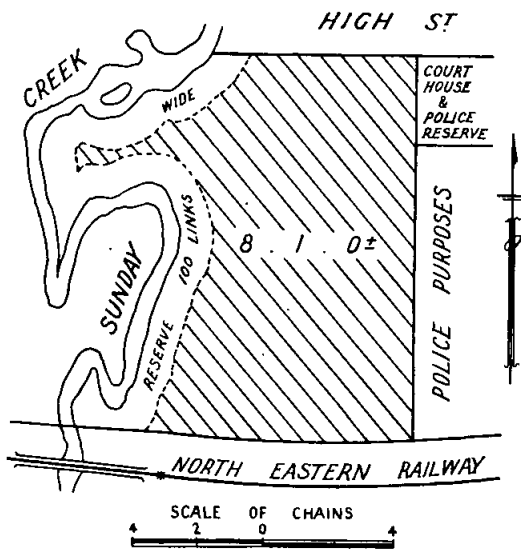 HIGH ST.
CREEK
WIDE
COURT
HOUSE
&
POLICE
RESERVE
100 LINKS
8 . 1 . 0±
SUNDAY
RESERVE
POLICE PURPOSES
NORTH EASTERN RAILWAY
SCALE OF CHAINS
4 2 0 4